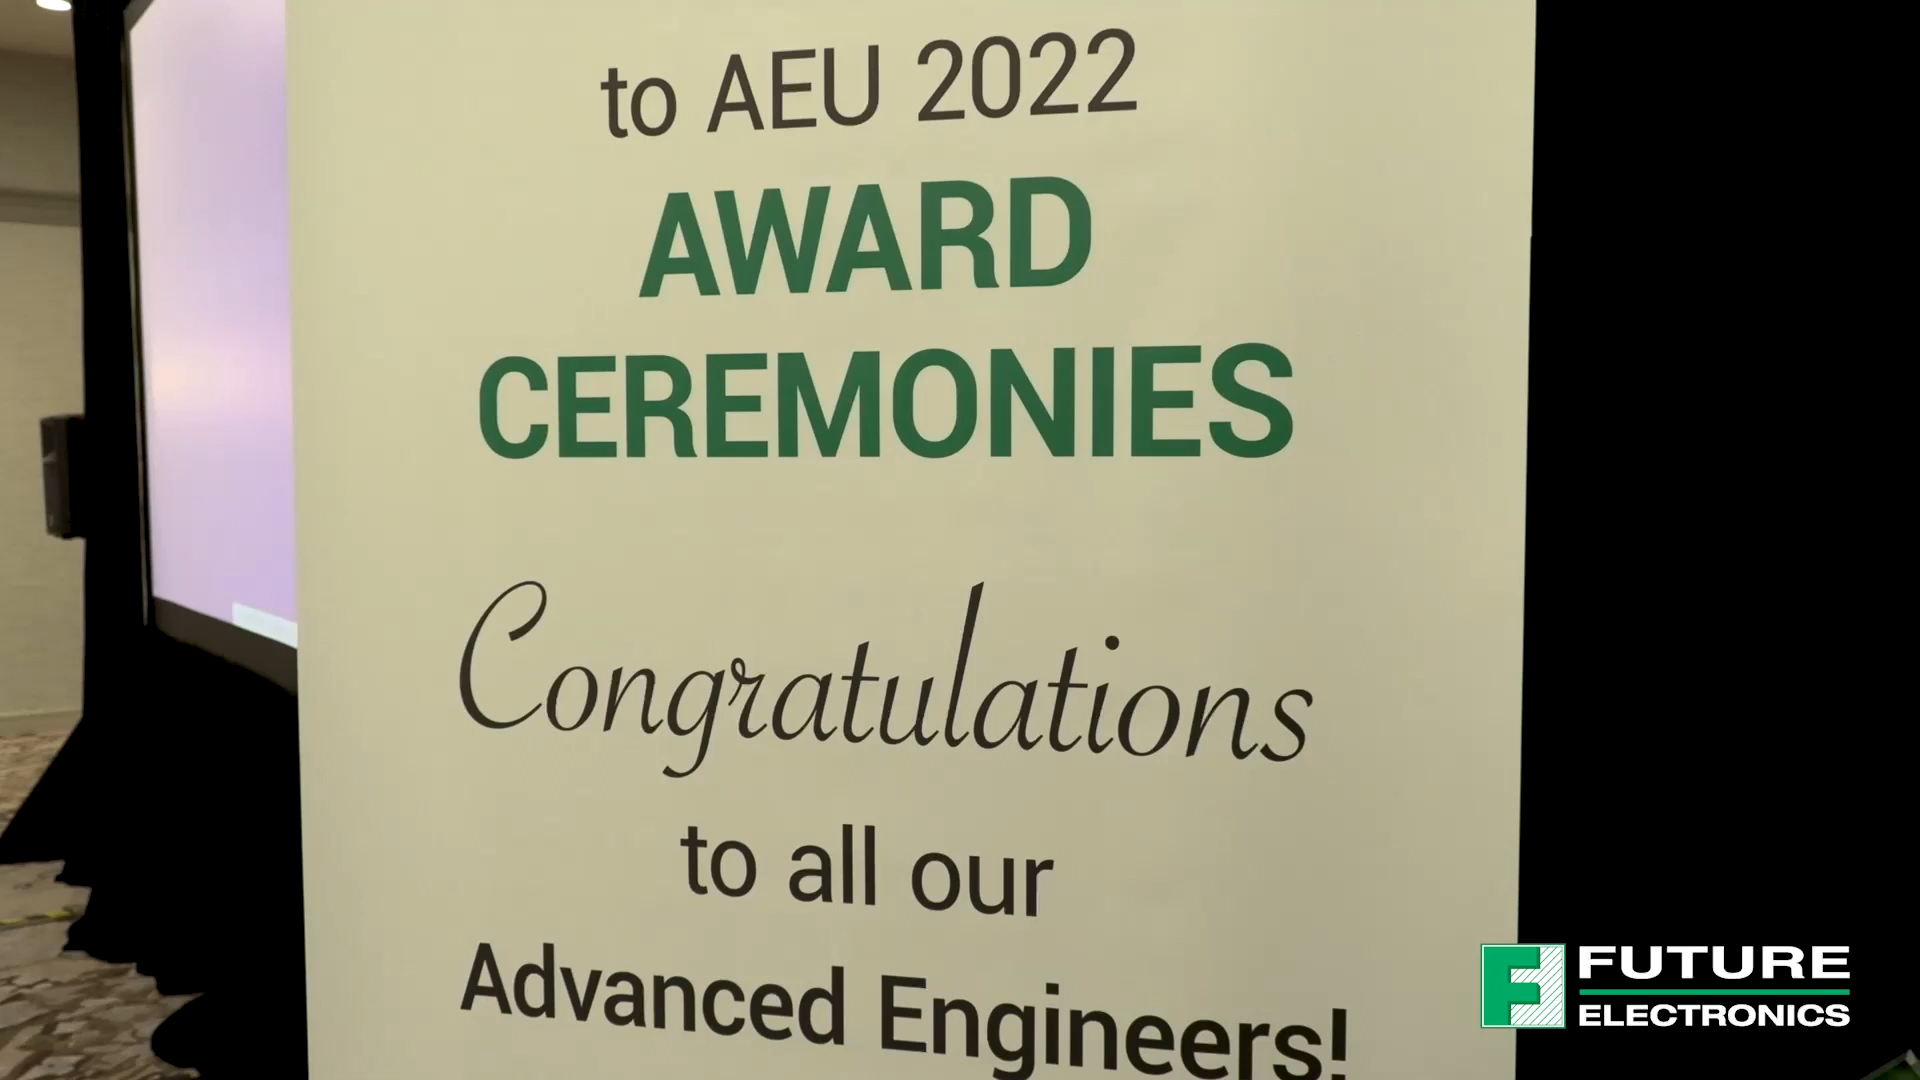 to AEU 2022
AWARD
CEREMONIES
Congratulations
to all our
Advanced Engineers!
FUTURE
ELECTRONICS